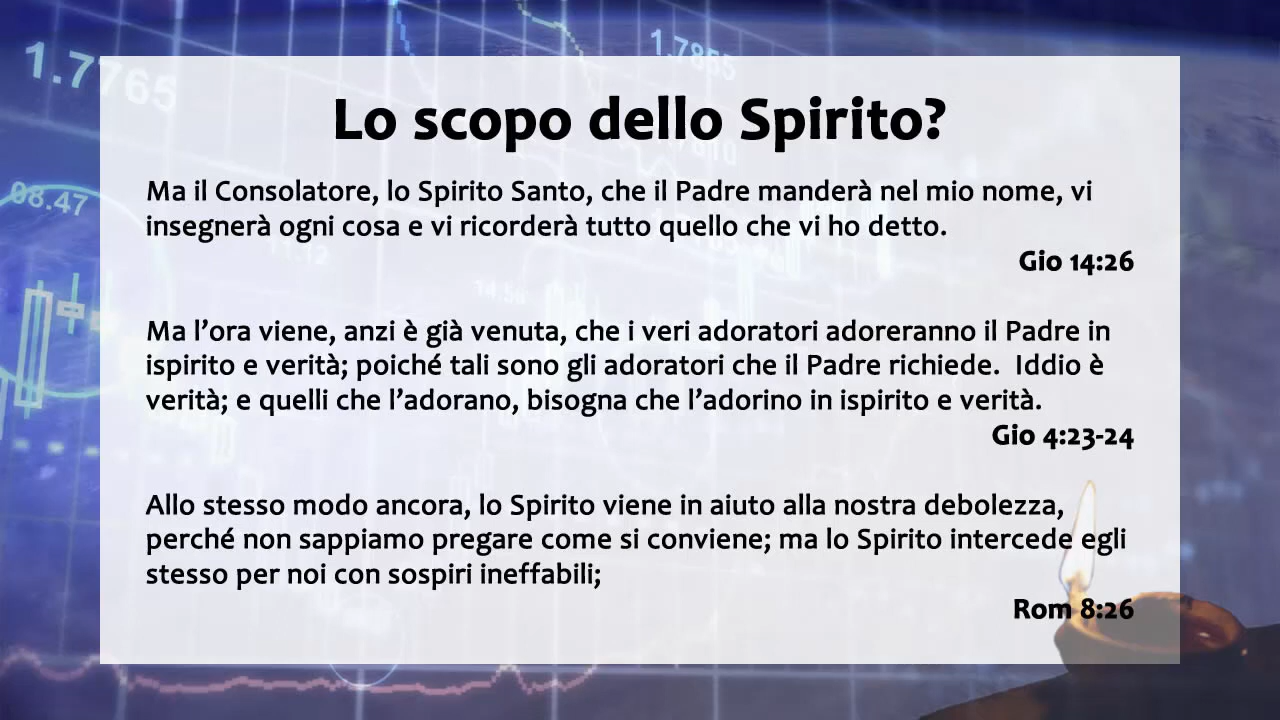 1.7765
1.7855
Lo scopo dello Spirito?
98.47
Ma il Consolatore, lo Spirito Santo, che il Padre manderà nel mio nome, vi
insegnerà ogni cosa e vi ricorderà tutto quello che vi ho detto.
Gio 14:26
Ma l’ora viene, anzi è già venuta, che i veri adoratori adoreranno il Padre in
ispirito e verità; poiché tali sono gli adoratori che il Padre richiede.  Iddio è
verità; e quelli che l’adorano, bisogna che l’adorino in ispirito e verità.
Gio 4:23-24
Allo stesso modo ancora, lo Spirito viene in aiuto alla nostra debolezza,
perché non sappiamo pregare come si conviene; ma lo Spirito intercede egli
stesso per noi con sospiri ineffabili;
Rom 8:26